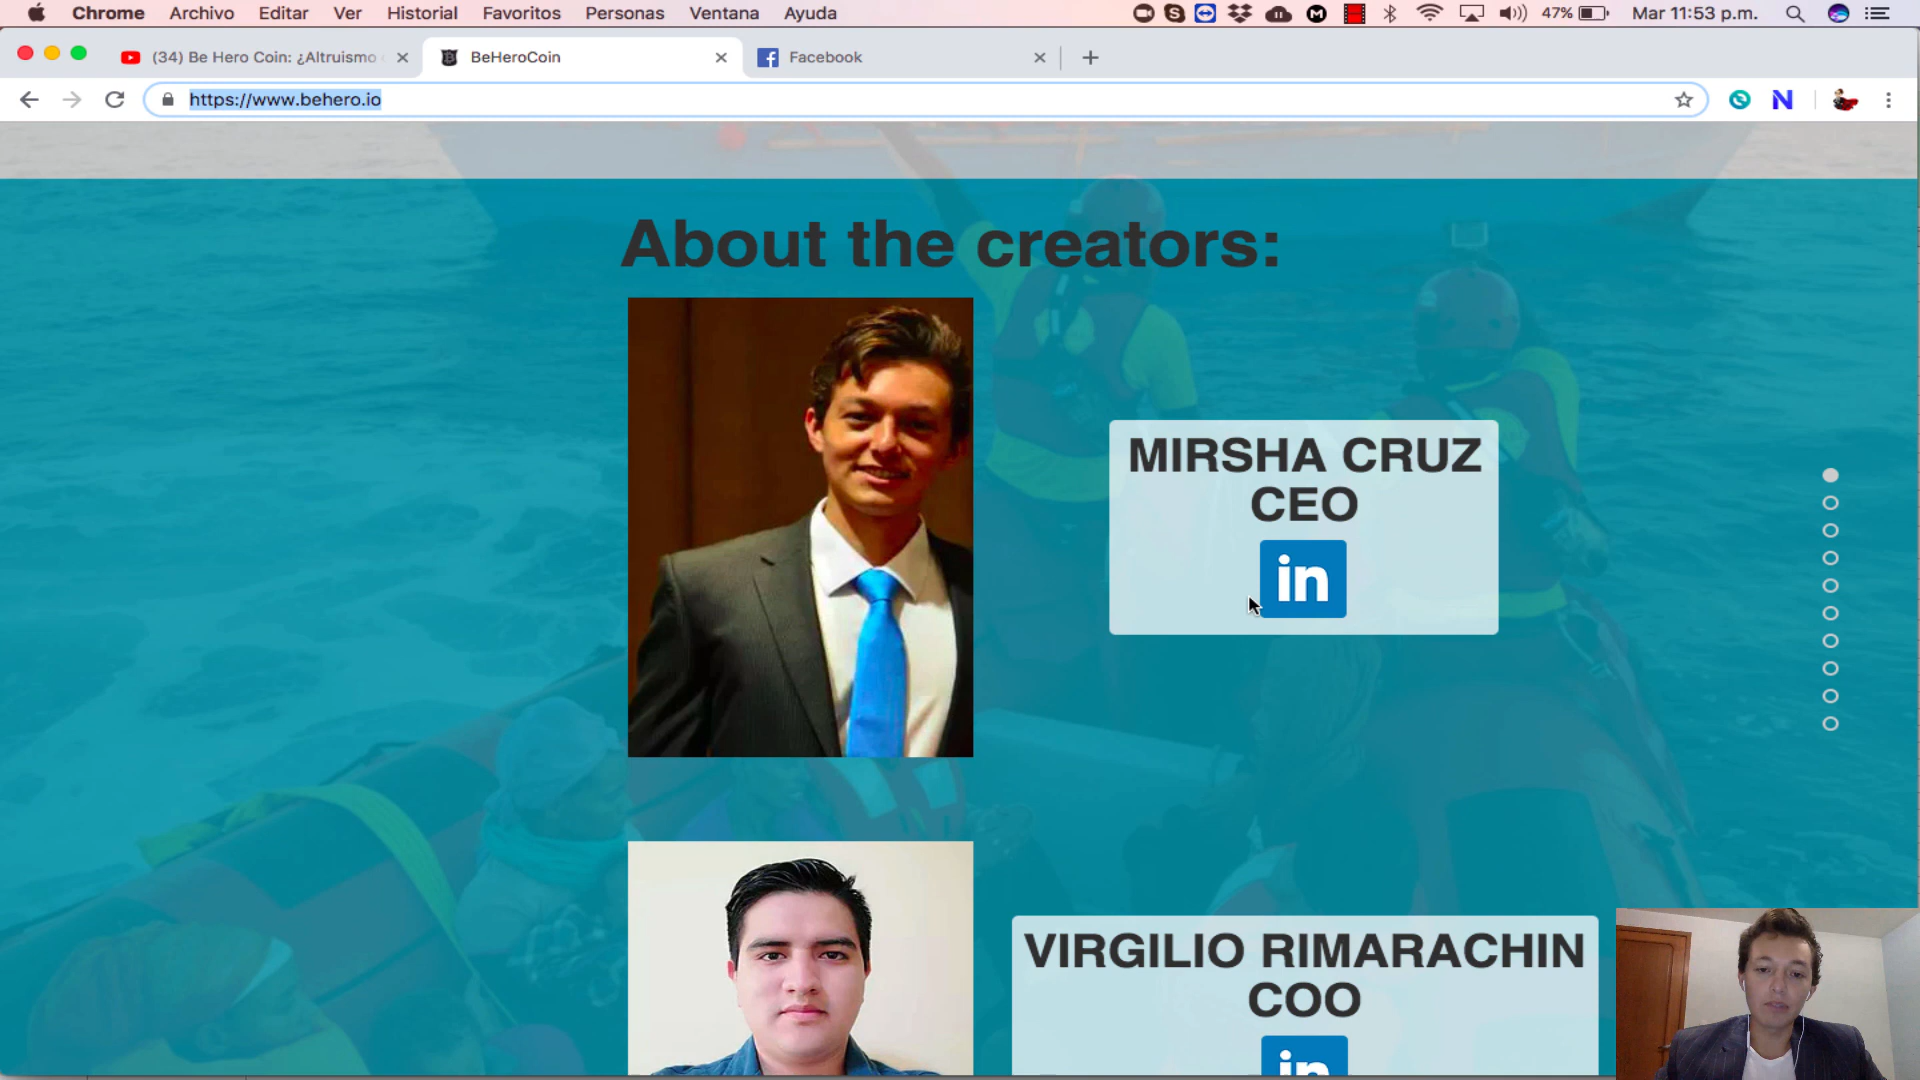 Chrome Archivo Editar Ver Historial Favoritos Personas Ventana Ayuda 47% Mar 11:53 p.m.
(34) Be Hero Coin: ¿Altruismo BeHeroCoin Facebook
https://www.behero.io
About the creators:
MIRSHA CRUZ
CEO
in
VIRGILIO RIMARACHIN
COO
in